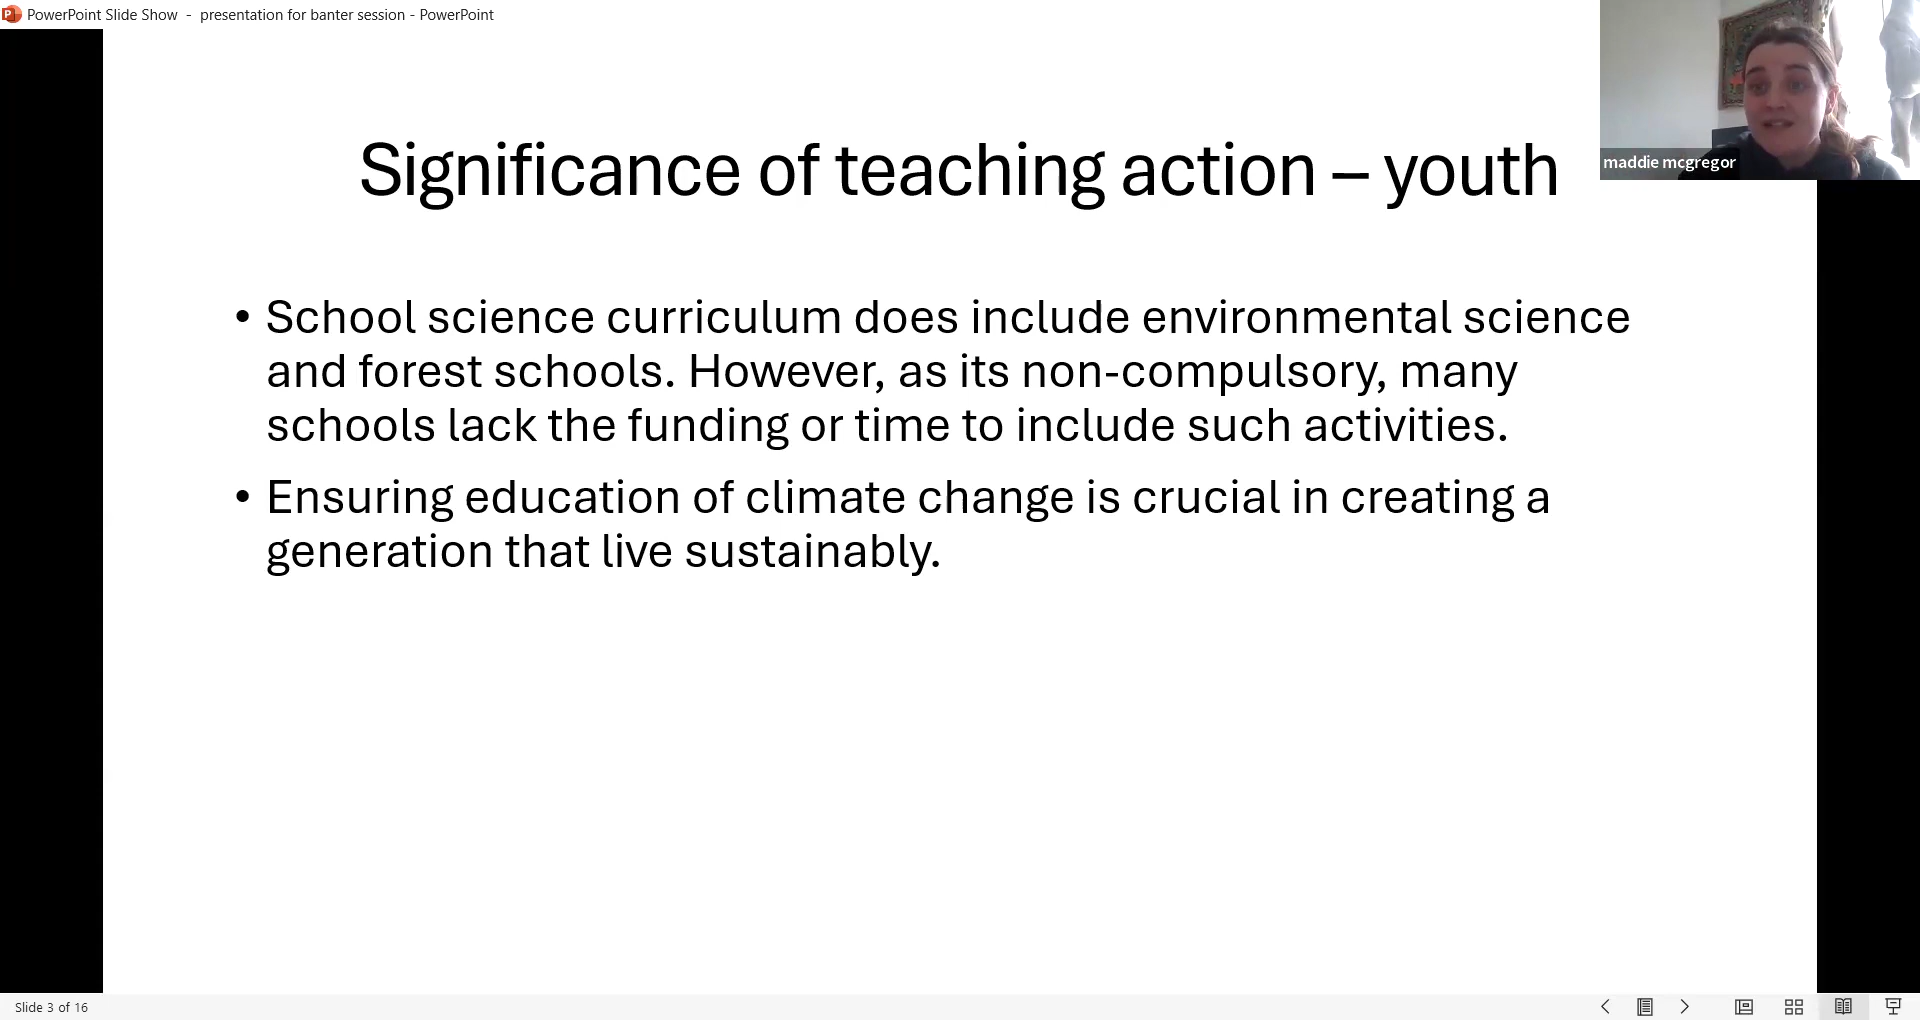 PowerPoint Slide Show - presentation for banter session - PowerPoint
maddie mcgregor
Significance of teaching action – youth
• School science curriculum does include environmental science
and forest schools. However, as its non-compulsory, many
schools lack the funding or time to include such activities.
• Ensuring education of climate change is crucial in creating a
generation that live sustainably.
Slide 3 of 16